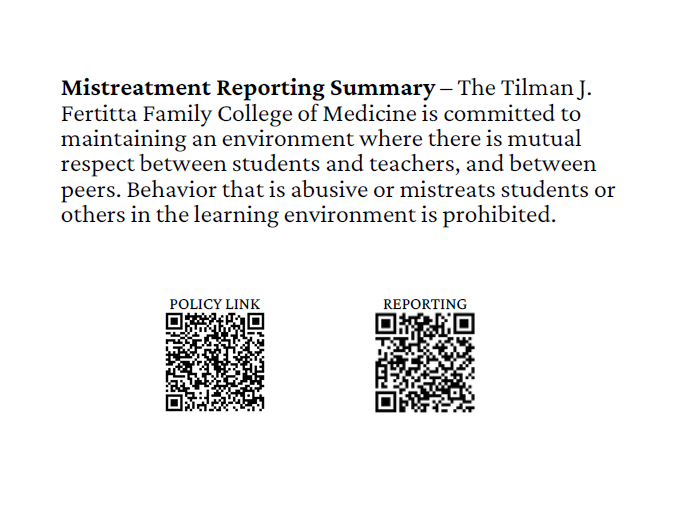 Mistreatment Reporting Summary – The Tilman J.
Fertitta Family College of Medicine is committed to
maintaining an environment where there is mutual
respect between students and teachers, and between
peers. Behavior that is abusive or mistreats students or
others in the learning environment is prohibited.
POLICY LINK
REPORTING